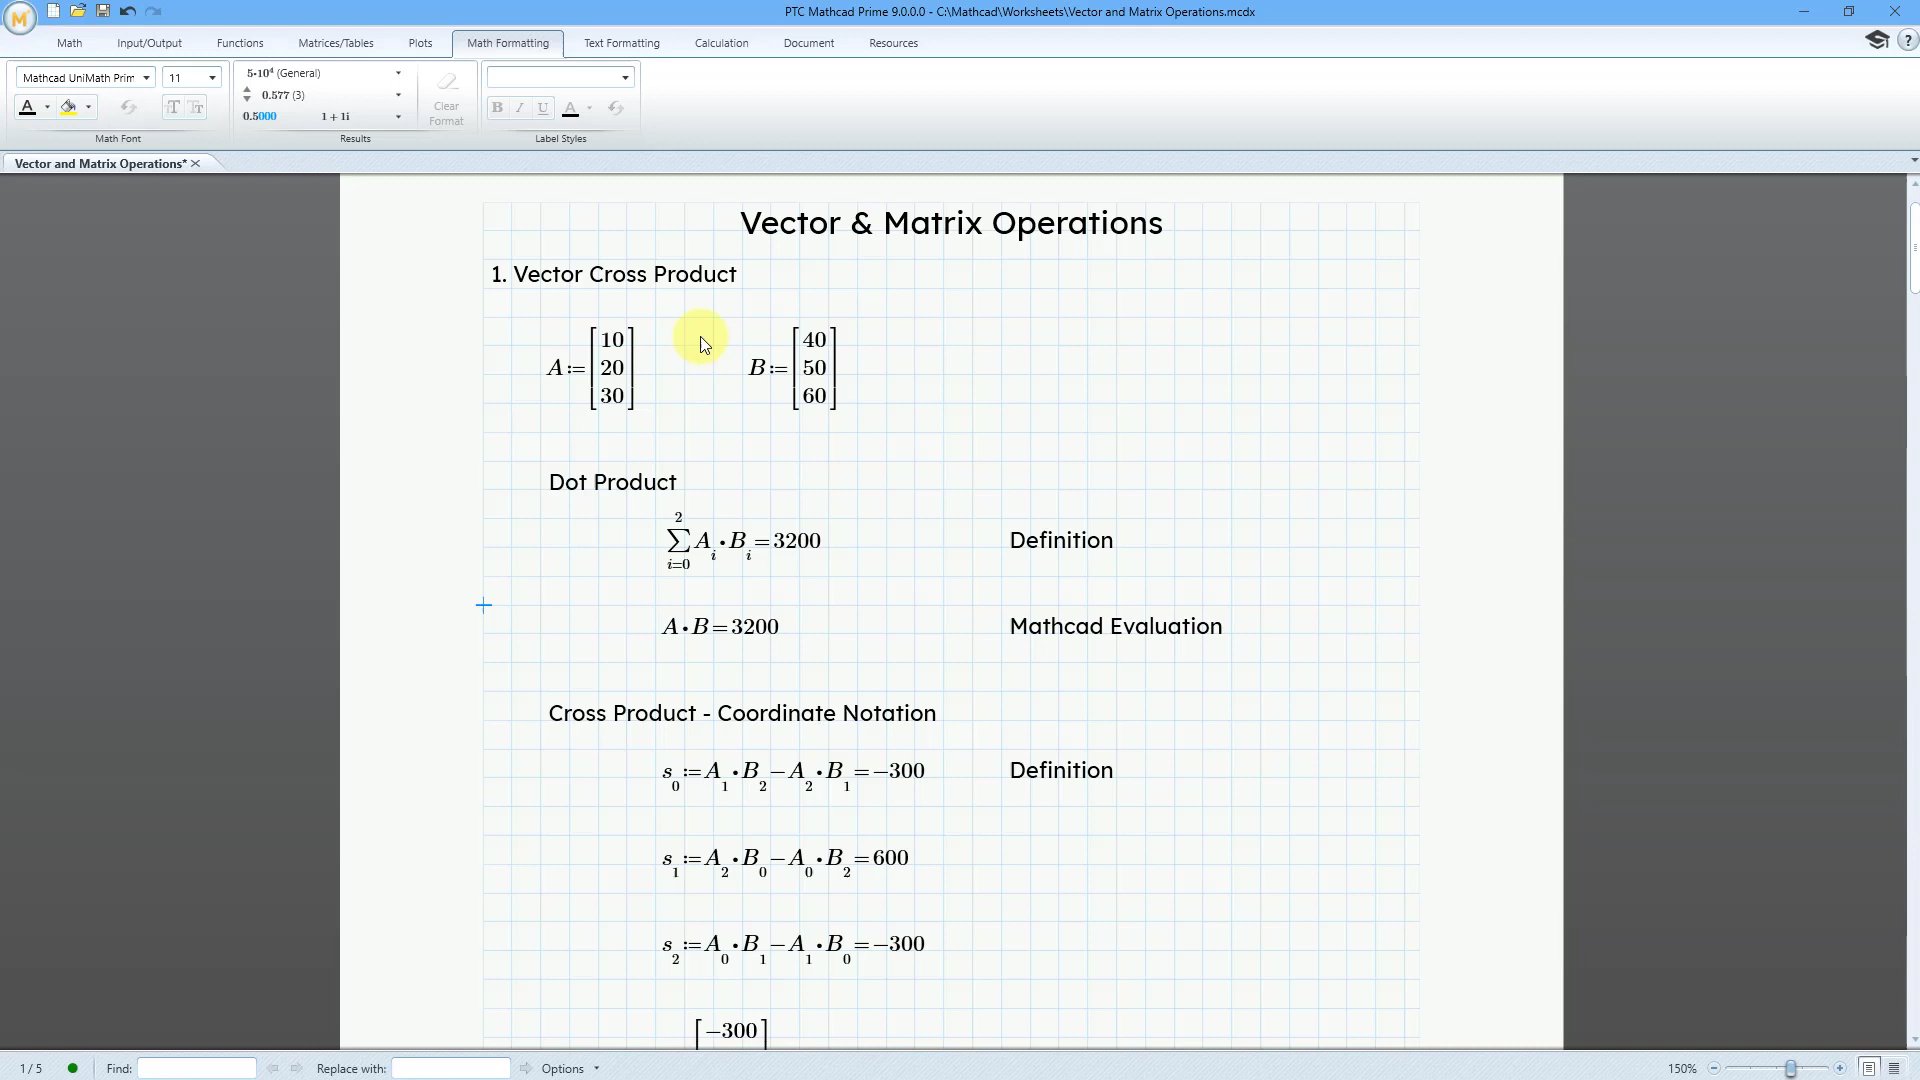 PTC Mathcad Prime 9.0.0.0 - C:\Mathcad\Worksheets\Vector and Matrix Operations.mcdx
Math Input/Output Functions Matrices/Tables Plots Math Formatting Text Formatting Calculation Document Resources
Mathcad UniMath Prim 11
5•10⁴ (General)
0.577 (3)
0.5000 1 + 1i
Clear
Format
B I U A
Math Font Results Label Styles
Vector and Matrix Operations*
Vector & Matrix Operations
1. Vector Cross Product
A := [10 20 30] B := [40 50 60]
Dot Product
∑_{i=0}^{2} A_i • B_i = 3200 Definition
A • B = 3200 Mathcad Evaluation
Cross Product - Coordinate Notation
s_0 := A_1 • B_2 − A_2 • B_1 = −300 Definition
s_1 := A_2 • B_0 − A_0 • B_2 = 600
s_2 := A_0 • B_1 − A_1 • B_0 = −300
−300
1 / 5 Find: Replace with: Options 150%